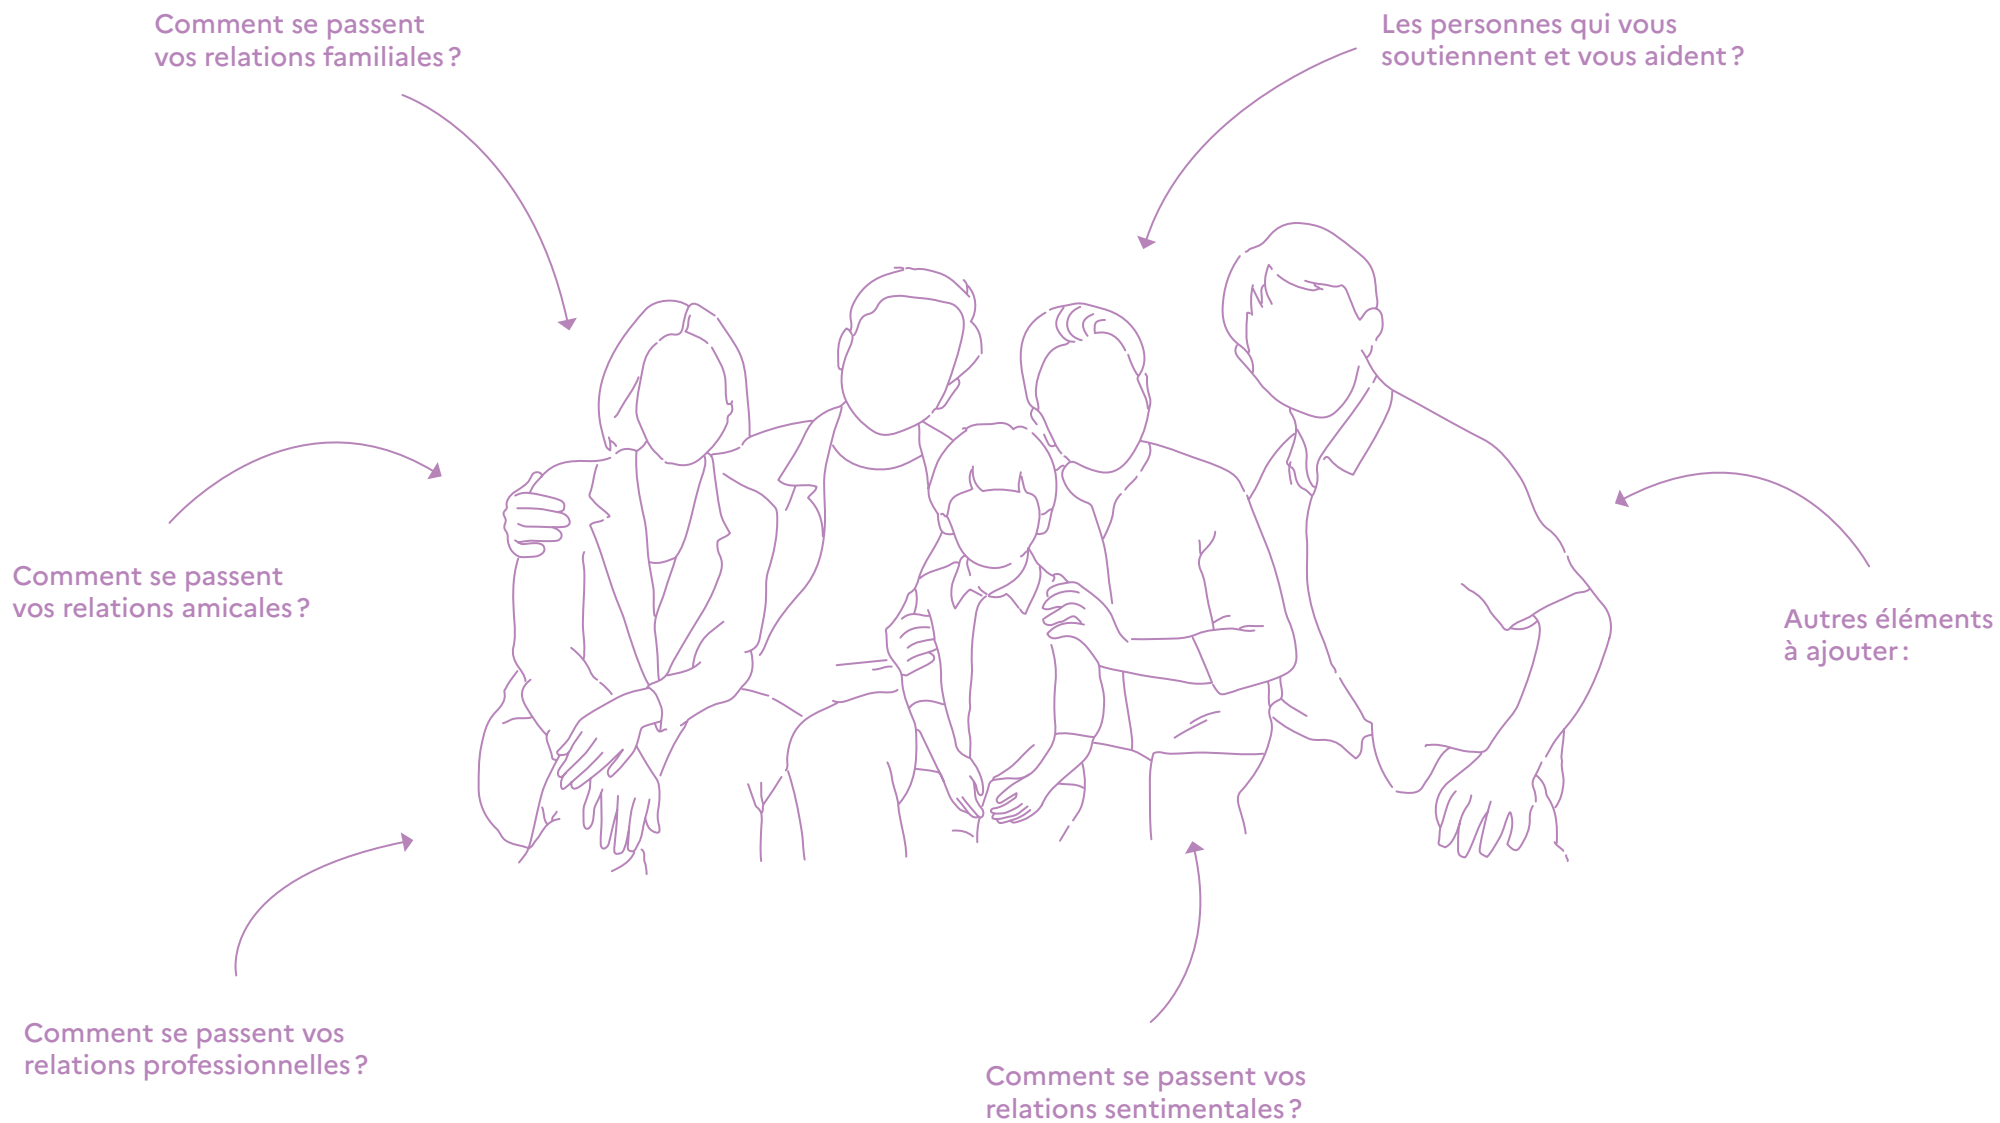 Comment se passent
vos relations familiales ?
Les personnes qui vous
soutiennent et vous aident ?
Comment se passent
vos relations amicales ?
Autres éléments
à ajouter :
Comment se passent vos
relations professionnelles ?
Comment se passent vos
relations sentimentales ?